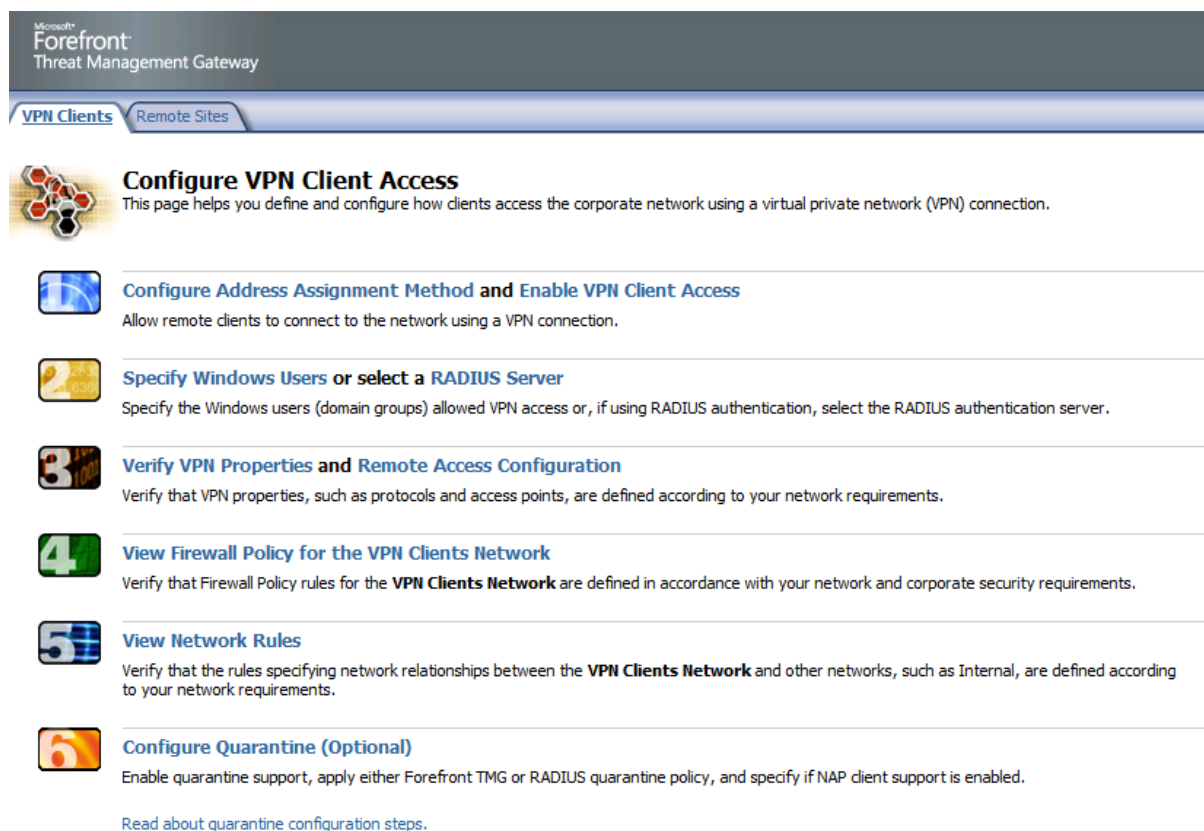 Microsoft®
Forefront™
Threat Management Gateway
VPN Clients
Remote Sites
Configure VPN Client Access
This page helps you define and configure how clients access the corporate network using a virtual private network (VPN) connection.
1
Configure Address Assignment Method and Enable VPN Client Access
Allow remote clients to connect to the network using a VPN connection.
2
Specify Windows Users or select a RADIUS Server
Specify the Windows users (domain groups) allowed VPN access or, if using RADIUS authentication, select the RADIUS authentication server.
3
Verify VPN Properties and Remote Access Configuration
Verify that VPN properties, such as protocols and access points, are defined according to your network requirements.
4
View Firewall Policy for the VPN Clients Network
Verify that Firewall Policy rules for the VPN Clients Network are defined in accordance with your network and corporate security requirements.
5
View Network Rules
Verify that the rules specifying network relationships between the VPN Clients Network and other networks, such as Internal, are defined according
to your network requirements.
6
Configure Quarantine (Optional)
Enable quarantine support, apply either Forefront TMG or RADIUS quarantine policy, and specify if NAP client support is enabled.
Read about quarantine configuration steps.